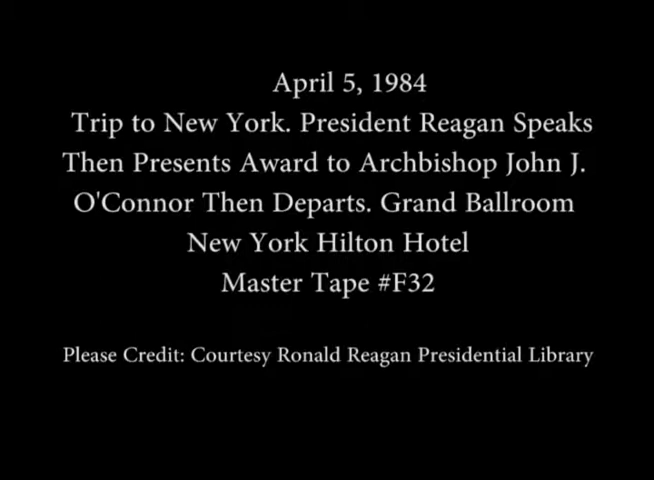 April 5, 1984
Trip to New York. President Reagan Speaks
Then Presents Award to Archbishop John J.
O'Connor Then Departs. Grand Ballroom
New York Hilton Hotel
Master Tape #F32
Please Credit: Courtesy Ronald Reagan Presidential Library